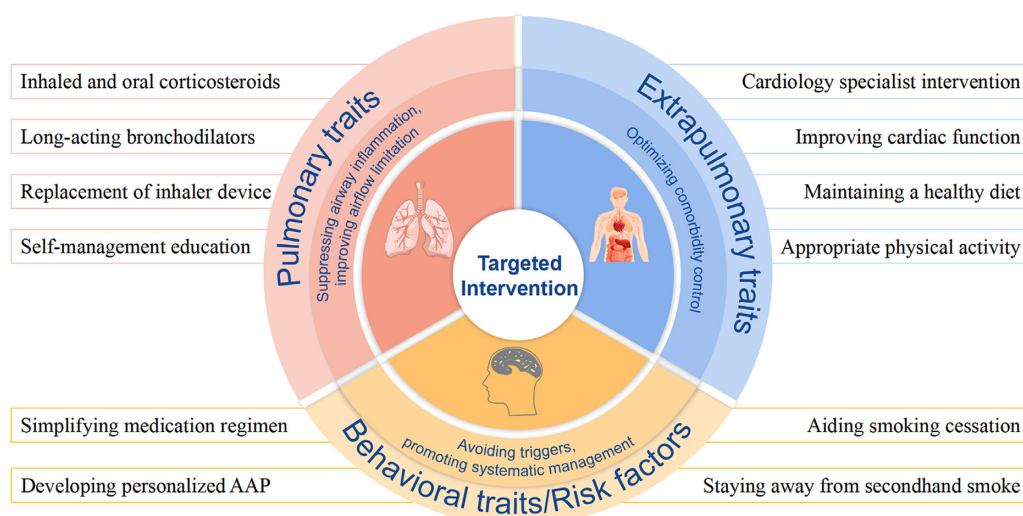 Inhaled and oral corticosteroids
Long-acting bronchodilators
Replacement of inhaler device
Self-management education
Pulmonary traits
Suppressing airway inflammation,
improving airflow limitation
Extrapulmonary traits
Optimizing comorbidity control
Cardiology specialist intervention
Improving cardiac function
Maintaining a healthy diet
Appropriate physical activity
Targeted
Intervention
Simplifying medication regimen
Developing personalized AAP
Avoiding triggers,
promoting systematic management
Behavioral traits/Risk factors
Aiding smoking cessation
Staying away from secondhand smoke